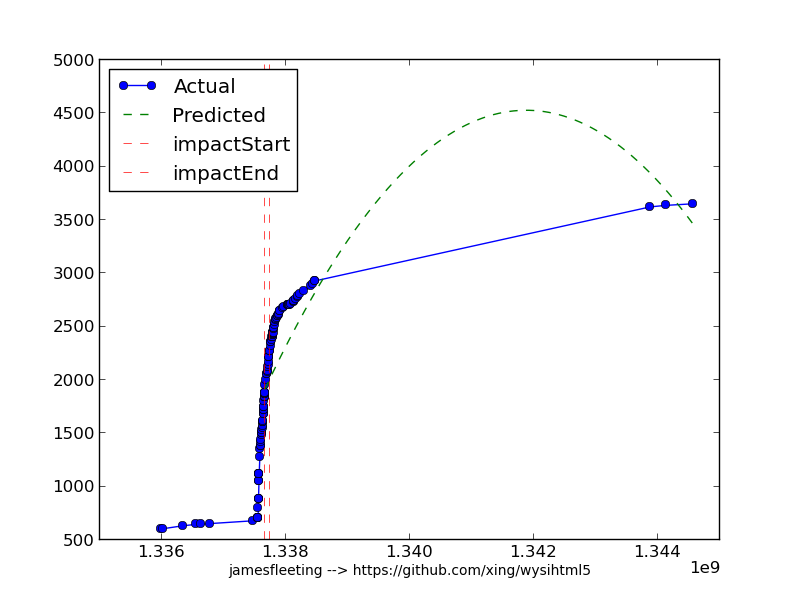 5000
4500
4000
3500
3000
2500
2000
1500
1000
500
Actual
Predicted
impactStart
impactEnd
1.336 1.338 1.340 1.342 1.344
1e9
jamesfleeting --> https://github.com/xing/wysihtml5